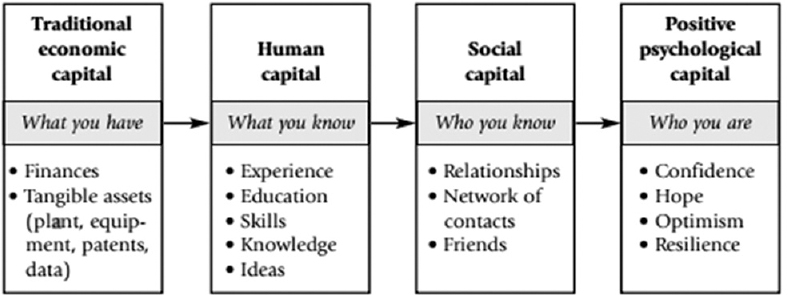 Traditional
economic
capital
What you have
• Finances
• Tangible assets
(plant, equip-
ment, patents,
data)
Human
capital
What you know
• Experience
• Education
• Skills
• Knowledge
• Ideas
Social
capital
Who you know
• Relationships
• Network of
contacts
• Friends
Positive
psychological
capital
Who you are
• Confidence
• Hope
• Optimism
• Resilience